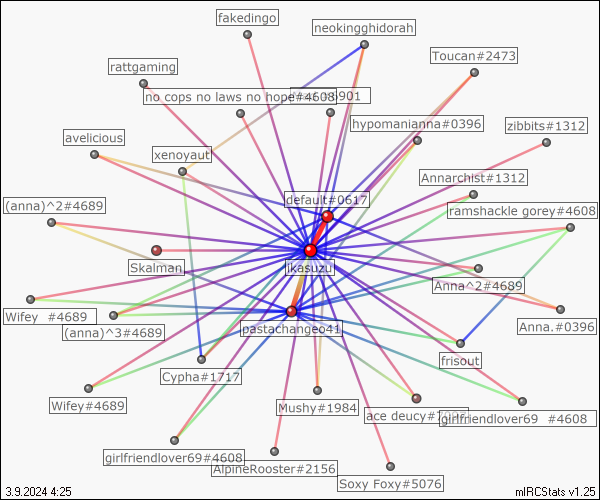 fakedingo
neokingghidorah
Toucan#2473
rattgaming
no cops no laws no hope#4608
hypomanianna#0396
zibbits#1312
avelicious
xenoyaut
Annarchist#1312
default#0617
(anna)^2#4689
ramshackle gorey#4608
Skalman
jkasuzu
Anna^2#4689
Wifey #4689
(anna)^3#4689
pastachangeo41
Anna.#0396
frisout
Cypha#1717
Wifey#4689
Mushy#1984
ace deucy#
girlfriendlover69 #4608
girlfriendlover69#4608
AlpineRooster#2156
Soxy Foxy#5076
3.9.2024 4:25
mIRCStats v1.25